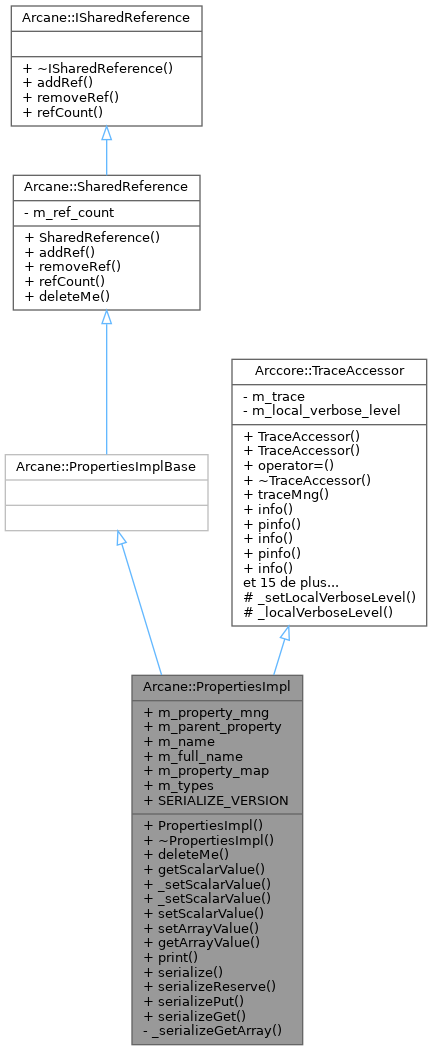 Arcane::ISharedReference
+ ~ISharedReference()
+ addRef()
+ removeRef()
+ refCount()
Arcane::SharedReference
- m_ref_count
+ SharedReference()
+ addRef()
+ removeRef()
+ refCount()
+ deleteMe()
Arccore::TraceAccessor
- m_trace
- m_local_verbose_level
+ TraceAccessor()
+ TraceAccessor()
+ operator=()
+ ~TraceAccessor()
+ traceMng()
+ info()
+ pinfo()
+ info()
+ pinfo()
+ info()
et 15 de plus...
# _setLocalVerboseLevel()
# _localVerboseLevel()
Arcane::PropertiesImplBase
Arcane::PropertiesImpl
+ m_property_mng
+ m_parent_property
+ m_name
+ m_full_name
+ m_property_map
+ m_types
+ SERIALIZE_VERSION
+ PropertiesImpl()
+ ~PropertiesImpl()
+ deleteMe()
+ getScalarValue()
+ _setScalarValue()
+ _setScalarValue()
+ setScalarValue()
+ setArrayValue()
+ getArrayValue()
+ print()
+ serialize()
+ serializeReserve()
+ serializePut()
+ serializeGet()
- _serializeGetArray()